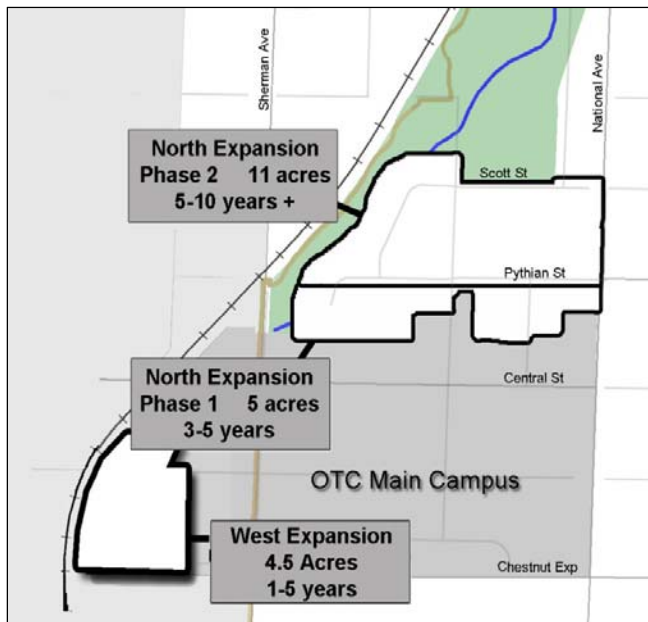 Sherman Ave
National Ave
North Expansion
Phase 2 11 acres
5-10 years +
Scott St
Pythian St
North Expansion
Phase 1 5 acres
3-5 years
Central St
OTC Main Campus
West Expansion
4.5 Acres
1-5 years
Chestnut Exp